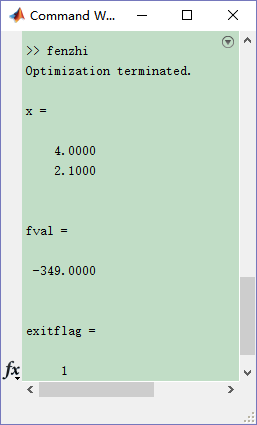 Command W...
>> fenzhi
Optimization terminated.
x =
4.0000
2.1000
fval =
-349.0000
exitflag =
fx 1